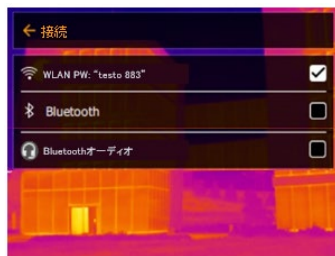 接続
WLAN PW: “testo 883”
Bluetooth
Bluetoothオーディオ